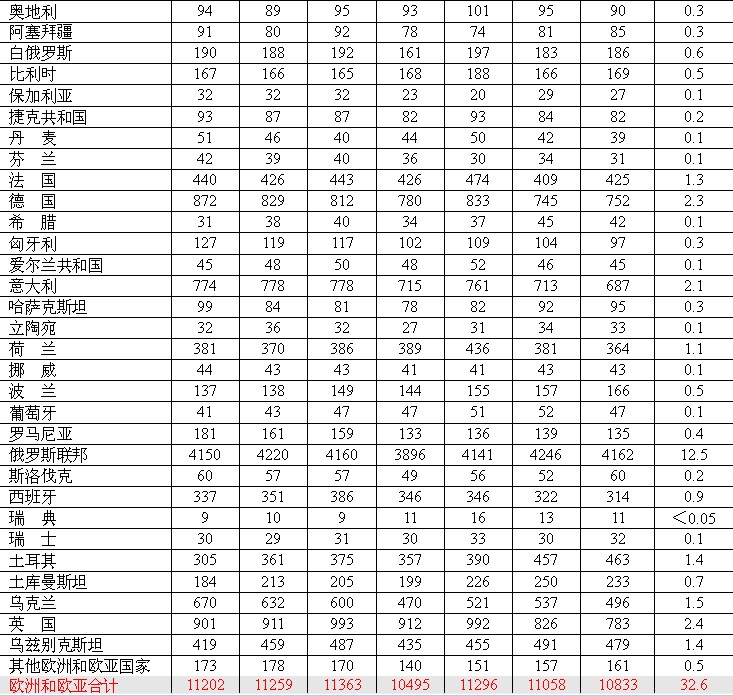 奥地利 94 89 95 93 101 95 90 0.3
阿塞拜疆 91 80 92 78 74 81 85 0.3
白俄罗斯 190 188 192 161 197 183 186 0.6
比利时 167 166 165 168 188 166 169 0.5
保加利亚 32 32 32 23 20 29 27 0.1
捷克共和国 93 87 87 82 93 84 82 0.2
丹 麦 51 46 40 44 50 42 39 0.1
芬 兰 42 39 40 36 30 34 31 0.1
法 国 440 426 443 426 474 409 425 1.3
德 国 872 829 812 780 833 745 752 2.3
希 腊 31 38 40 34 37 45 42 0.1
匈牙利 127 119 117 102 109 104 97 0.3
爱尔兰共和国 45 48 50 48 52 46 45 0.1
意大利 774 778 778 715 761 713 687 2.1
哈萨克斯坦 99 84 81 78 82 92 95 0.3
立陶宛 32 36 32 27 31 34 33 0.1
荷 兰 381 370 386 389 436 381 364 1.1
挪 威 44 43 43 41 41 43 43 0.1
波 兰 137 138 149 144 155 157 166 0.5
葡萄牙 41 43 47 47 51 52 47 0.1
罗马尼亚 181 161 159 133 136 139 135 0.4
俄罗斯联邦 4150 4220 4160 3896 4141 4246 4162 12.5
斯洛伐克 60 57 57 49 56 52 60 0.2
西班牙 337 351 386 346 346 322 314 0.9
瑞 典 9 10 9 11 16 13 11 <0.05
瑞 士 30 29 31 30 33 30 32 0.1
土耳其 305 361 375 357 390 457 463 1.4
土库曼斯坦 184 213 205 199 226 250 233 0.7
乌克兰 670 632 600 470 521 537 496 1.5
英 国 901 911 993 912 992 826 783 2.4
乌兹别克斯坦 419 459 487 435 455 491 479 1.4
其他欧洲和欧亚国家 173 178 170 140 151 157 161 0.5
欧洲和欧亚合计 11202 11259 11363 10495 11296 11058 10833 32.6